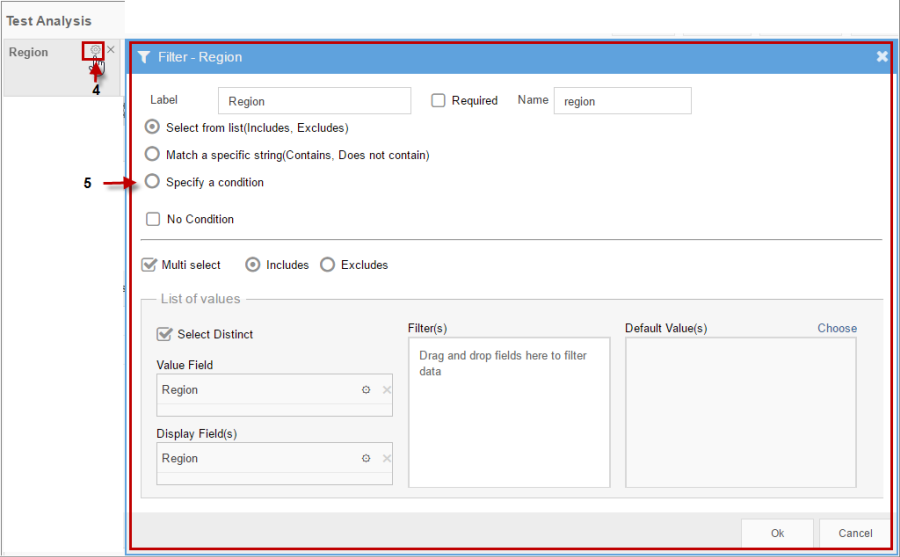 Test Analysis
Region
4
Filter - Region
Label Region Required Name region
Select from list(Includes, Excludes)
Match a specific string(Contains, Does not contain)
5 Specify a condition
No Condition
Multi select Includes Excludes
List of values
Select Distinct
Value Field
Region
Display Field(s)
Region
Filter(s)
Drag and drop fields here to filter
data
Default Value(s) Choose
Ok Cancel